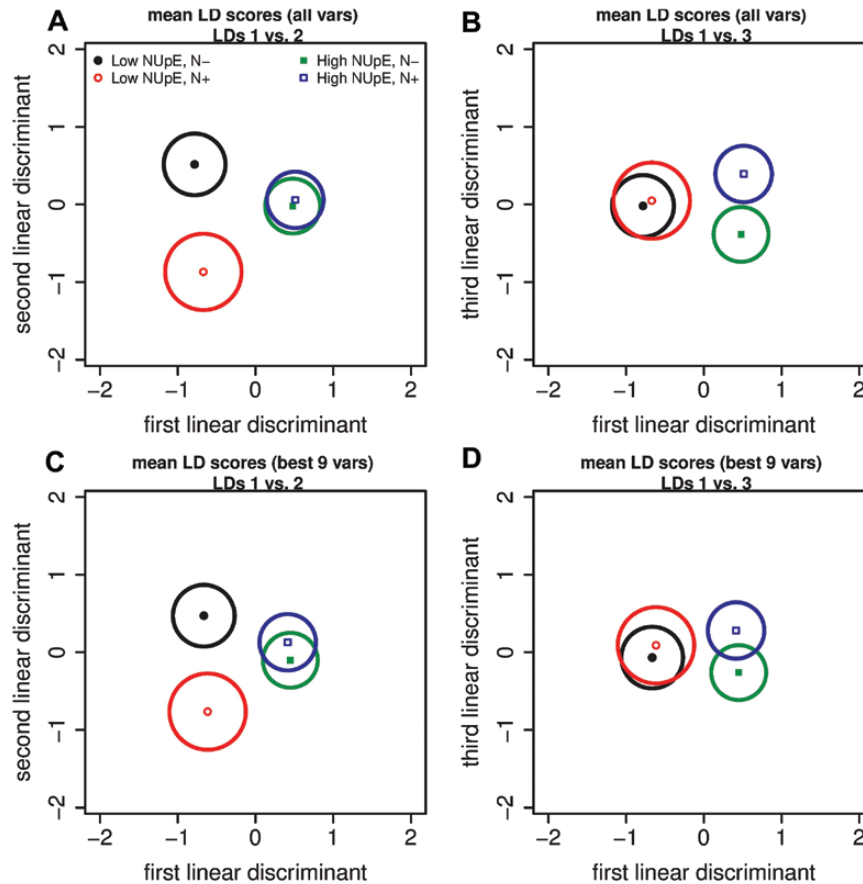 A
mean LD scores (all vars)
LDs 1 vs. 2
Low NUpE, N−
High NUpE, N−
Low NUpE, N+
High NUpE, N+
2
1
0
−1
−2
second linear discriminant
−2 −1 0 1 2
first linear discriminant
B
mean LD scores (all vars)
LDs 1 vs. 3
2
1
0
−1
−2
third linear discriminant
−2 −1 0 1 2
first linear discriminant
C
mean LD scores (best 9 vars)
LDs 1 vs. 2
2
1
0
−1
−2
second linear discriminant
−2 −1 0 1 2
first linear discriminant
D
mean LD scores (best 9 vars)
LDs 1 vs. 3
2
1
0
−1
−2
third linear discriminant
−2 −1 0 1 2
first linear discriminant